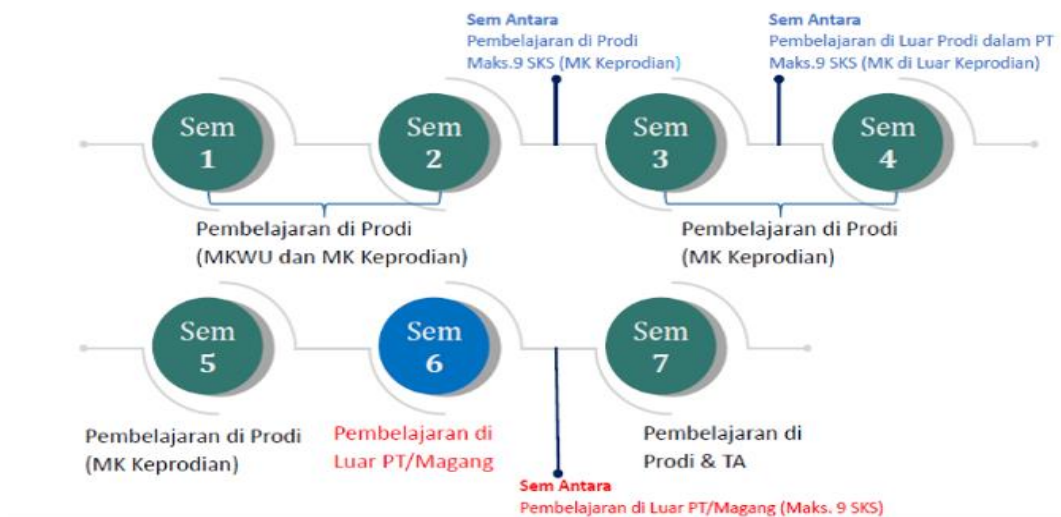 Sem Antara
Pembelajaran di Prodi
Maks.9 SKS (MK Keprodian)
Sem Antara
Pembelajaran di Luar Prodi dalam PT
Maks.9 SKS (MK di Luar Keprodian)
Sem
1
Sem
2
Sem
3
Sem
4
Pembelajaran di Prodi
(MKWU dan MK Keprodian)
Pembelajaran di Prodi
(MK Keprodian)
Sem
5
Sem
6
Sem
7
Pembelajaran di Prodi
(MK Keprodian)
Pembelajaran di
Luar PT/Magang
Pembelajaran di
Prodi & TA
Sem Antara
Pembelajaran di Luar PT/Magang (Maks. 9 SKS)